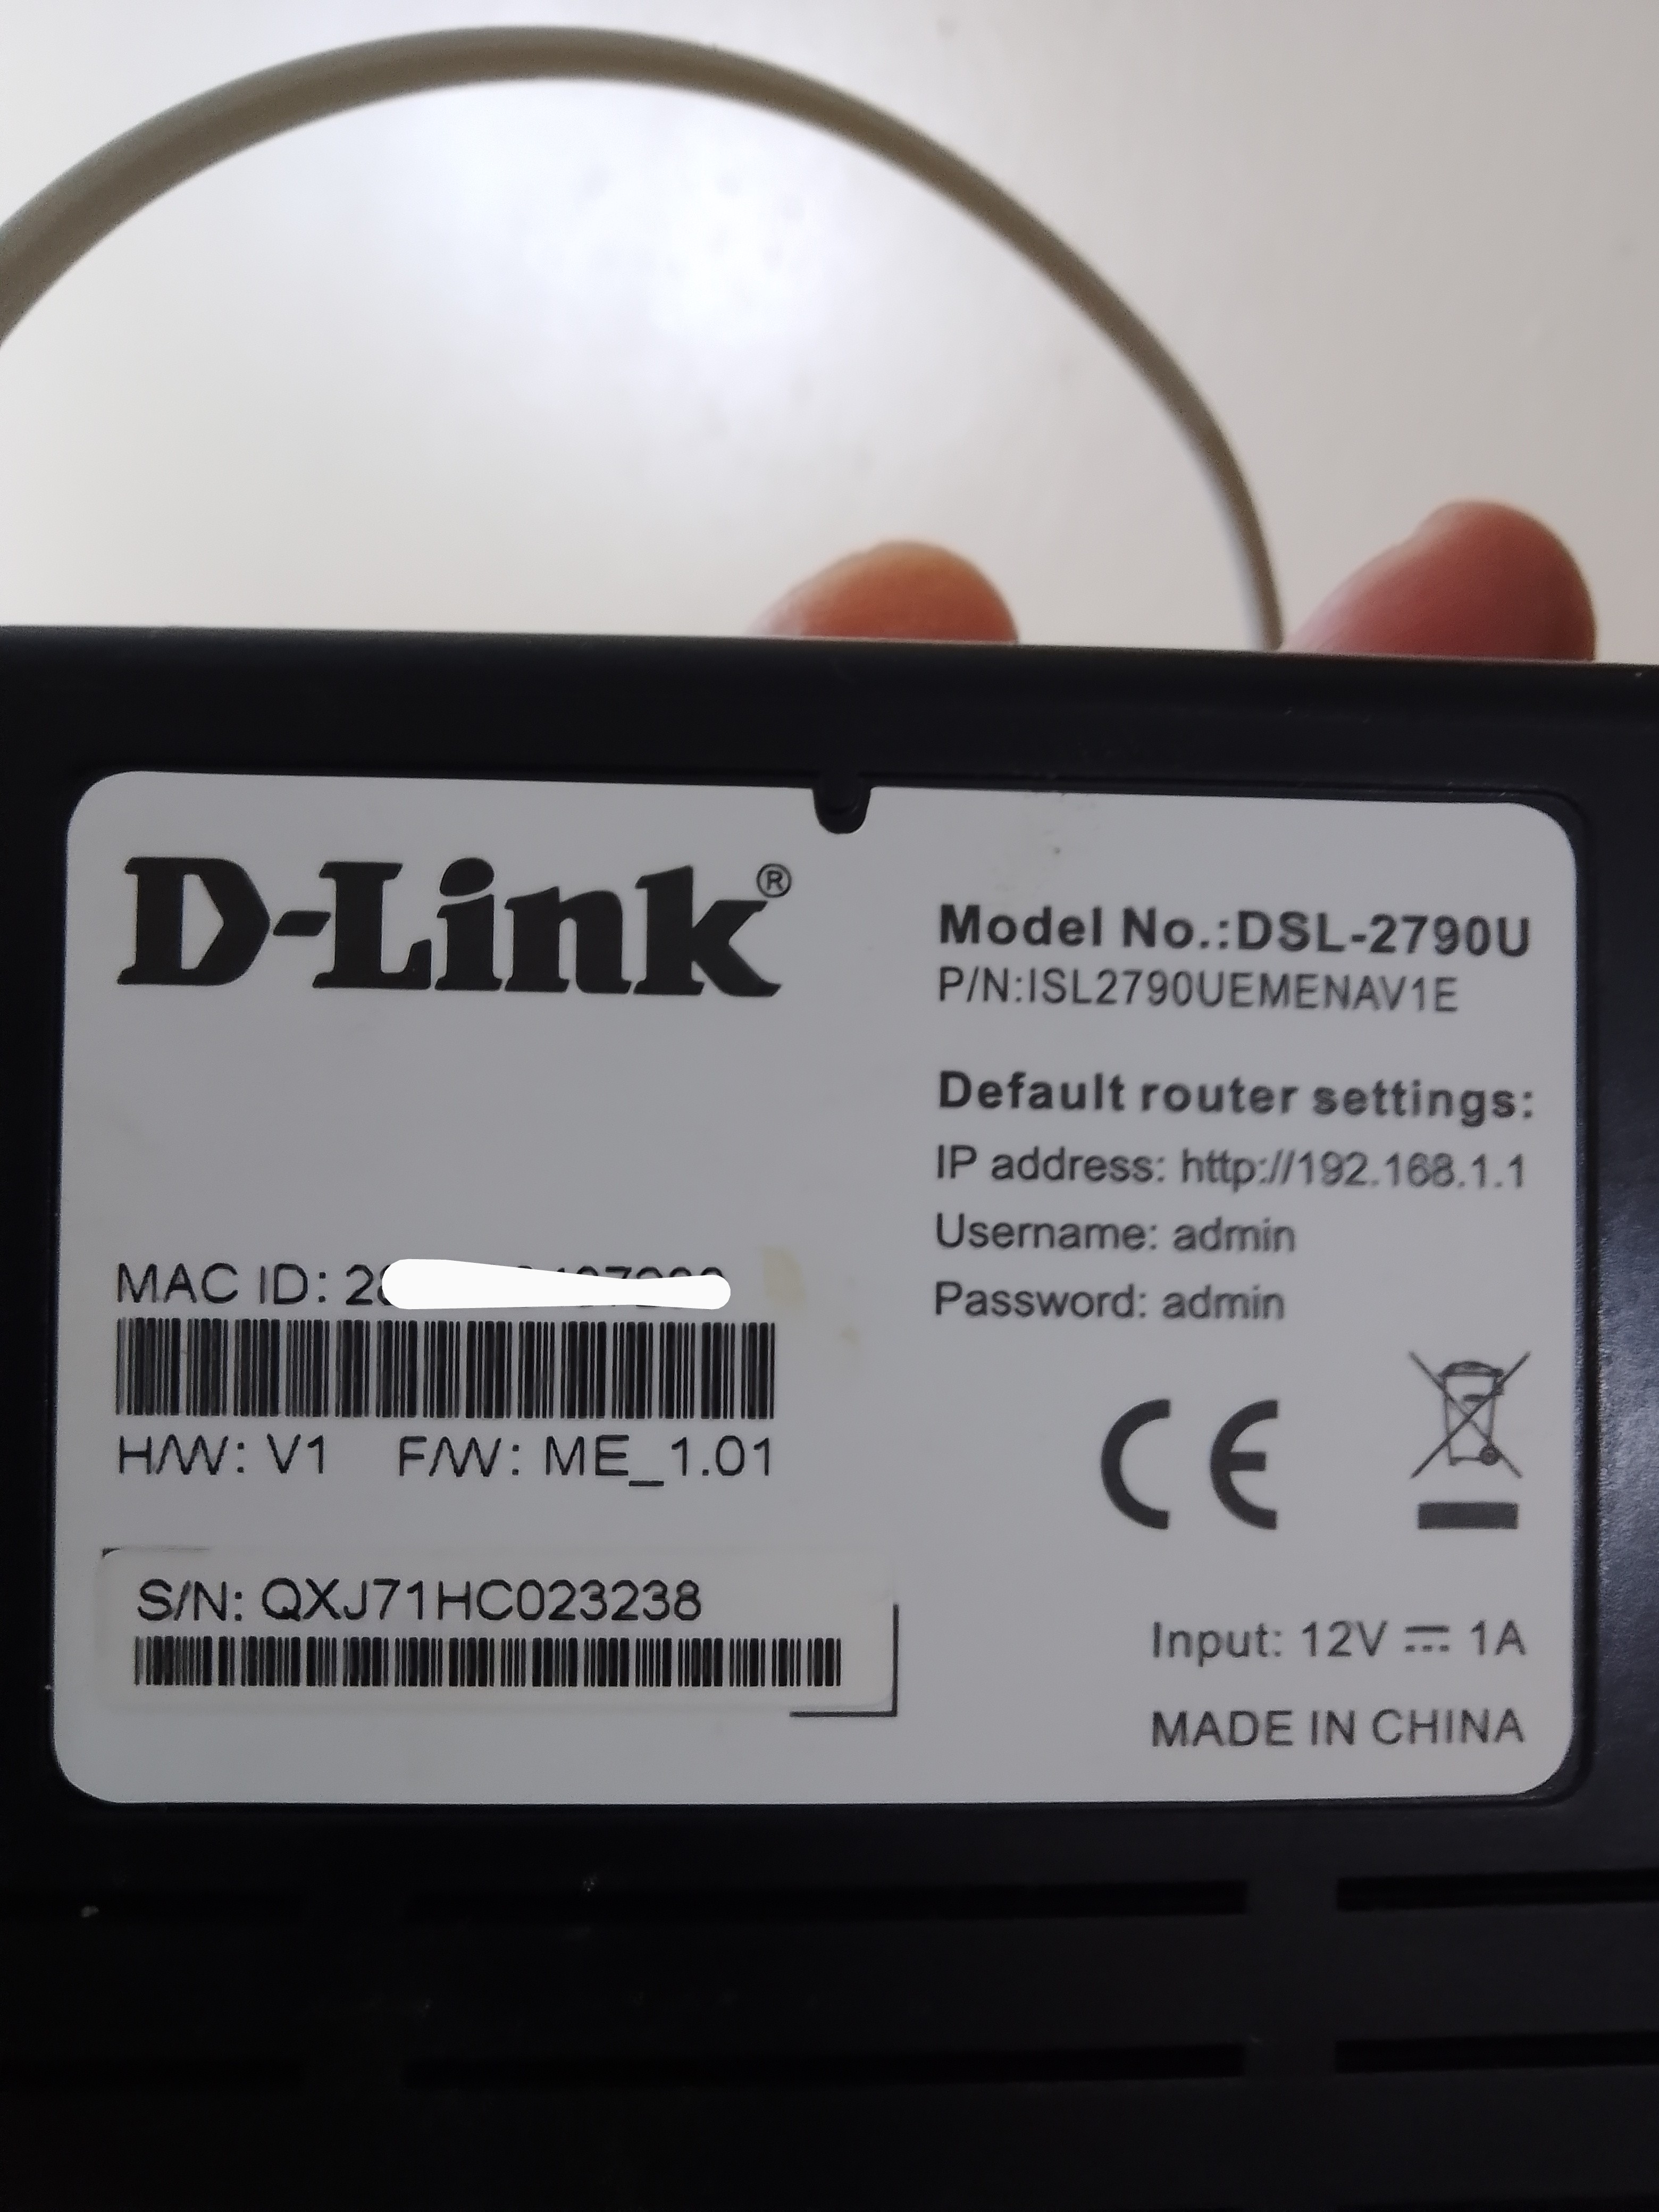 D-Link®
Model No.:DSL-2790U
P/N:ISL2790UEMENAV1E
Default router settings:
IP address: http://192.168.1.1
Username: admin
Password: admin
MAC ID:
H/W: V1 F/W: ME_1.01
S/N: QXJ71HC023238
CE
Input: 12V ⎓ 1A
MADE IN CHINA